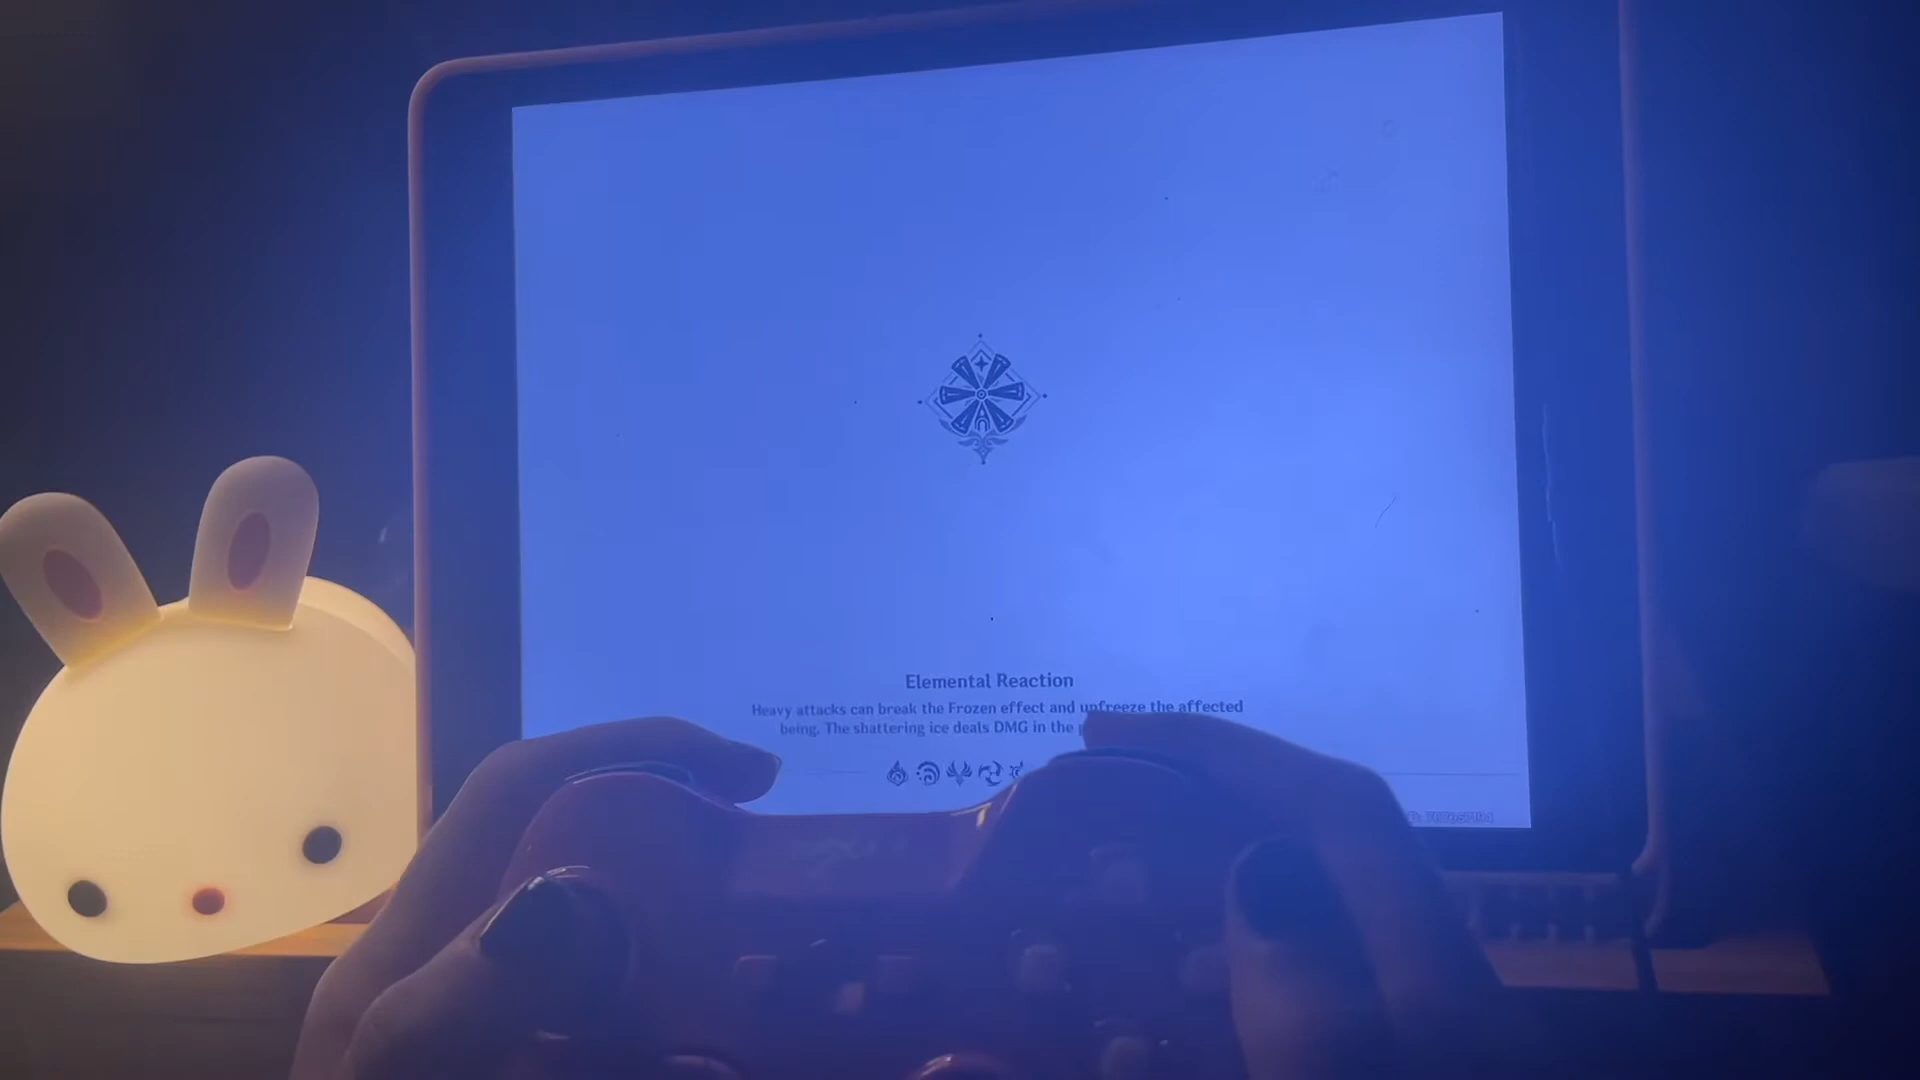 Elemental Reaction
Heavy attacks can break the Frozen effect and unfreeze the affected
being. The shattering ice deals DMG in the